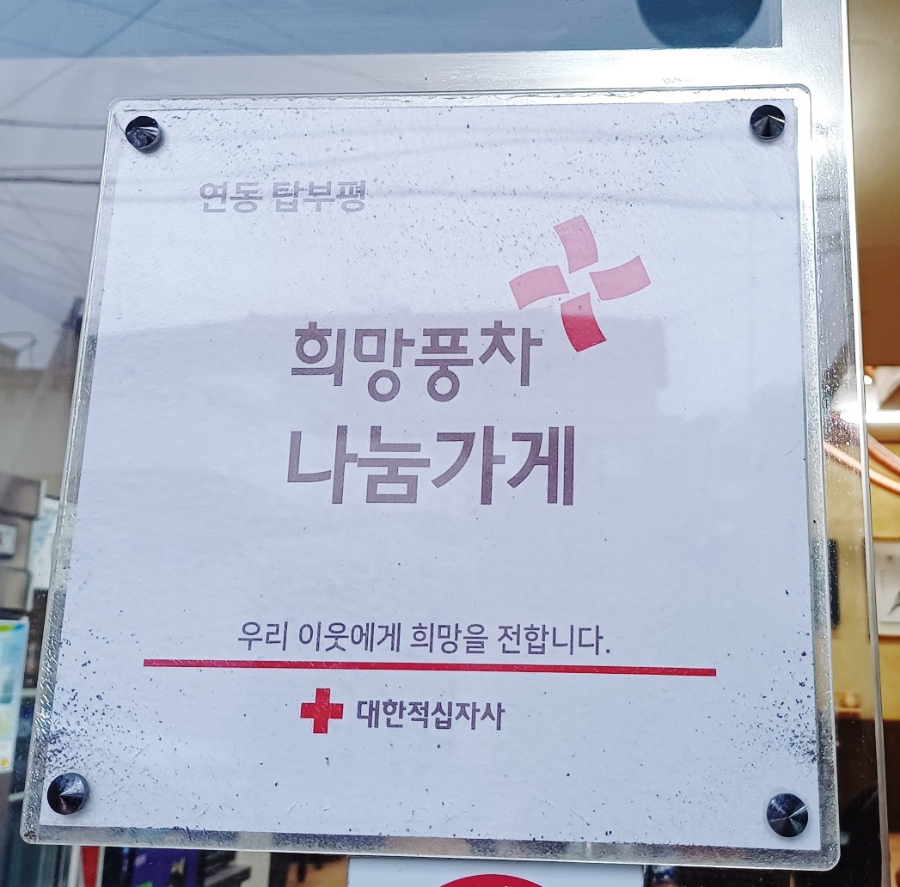 연동 탑부평
희망풍차
나눔가게
우리 이웃에게 희망을 전합니다.
대한적십자사